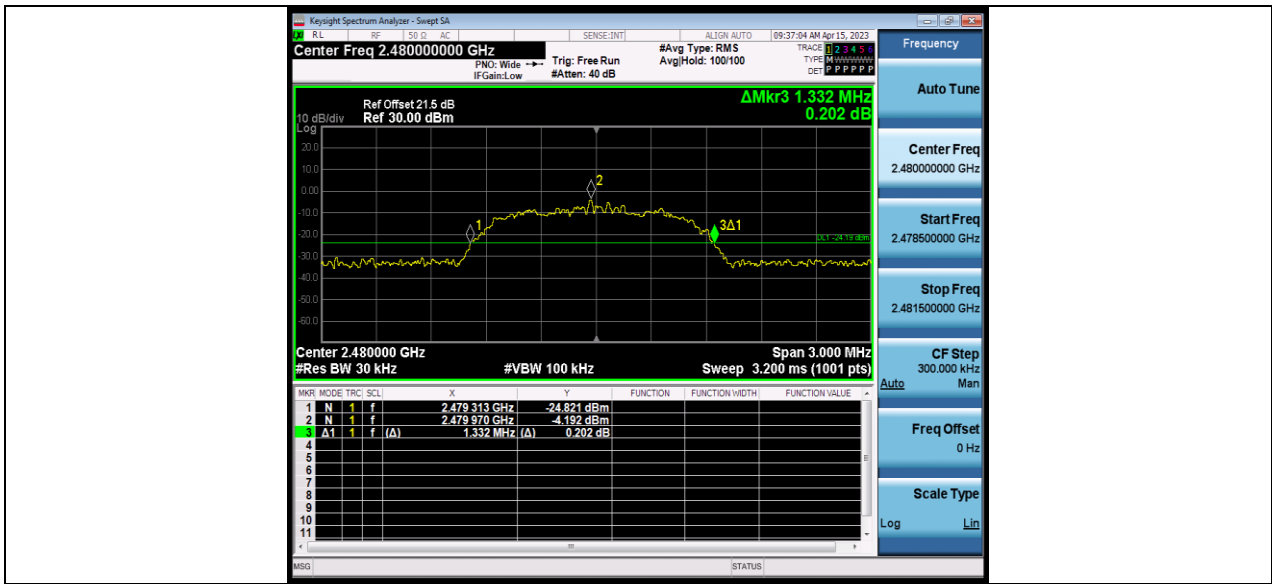 Keysight Spectrum Analyzer - Swept SA
RL RF 50 Ω AC SENSE:INT ALIGN AUTO 09:37:04 AM Apr 15, 2023
Center Freq 2.480000000 GHz
PNO: Wide
IFGain:Low
Trig: Free Run
#Atten: 40 dB
#Avg Type: RMS
Avg|Hold: 100/100
TRACE 1 2 3 4 5 6
TYPE M WWWWW
DET P P P P P P
ΔMkr3 1.332 MHz
0.202 dB
Ref Offset 21.5 dB
10 dB/div Ref 30.00 dBm
Log
20.0
10.0
0.00
-10.0
-20.0
-30.0
-40.0
-50.0
-60.0
1
2
3Δ1
DL1 -24.19 dBm
Center 2.480000 GHz Span 3.000 MHz
#Res BW 30 kHz #VBW 100 kHz Sweep 3.200 ms (1001 pts)
MKR MODE TRC SCL X Y FUNCTION FUNCTION WIDTH FUNCTION VALUE
1 N 1 f 2.479 313 GHz -24.821 dBm
2 N 1 f 2.479 970 GHz -4.192 dBm
3 Δ1 1 f (Δ) 1.332 MHz (Δ) 0.202 dB
4
5
6
7
8
9
10
11
MSG STATUS
Frequency
Auto Tune
Center Freq
2.480000000 GHz
Start Freq
2.478500000 GHz
Stop Freq
2.481500000 GHz
CF Step
300.000 kHz
Auto Man
Freq Offset
0 Hz
Scale Type
Log Lin